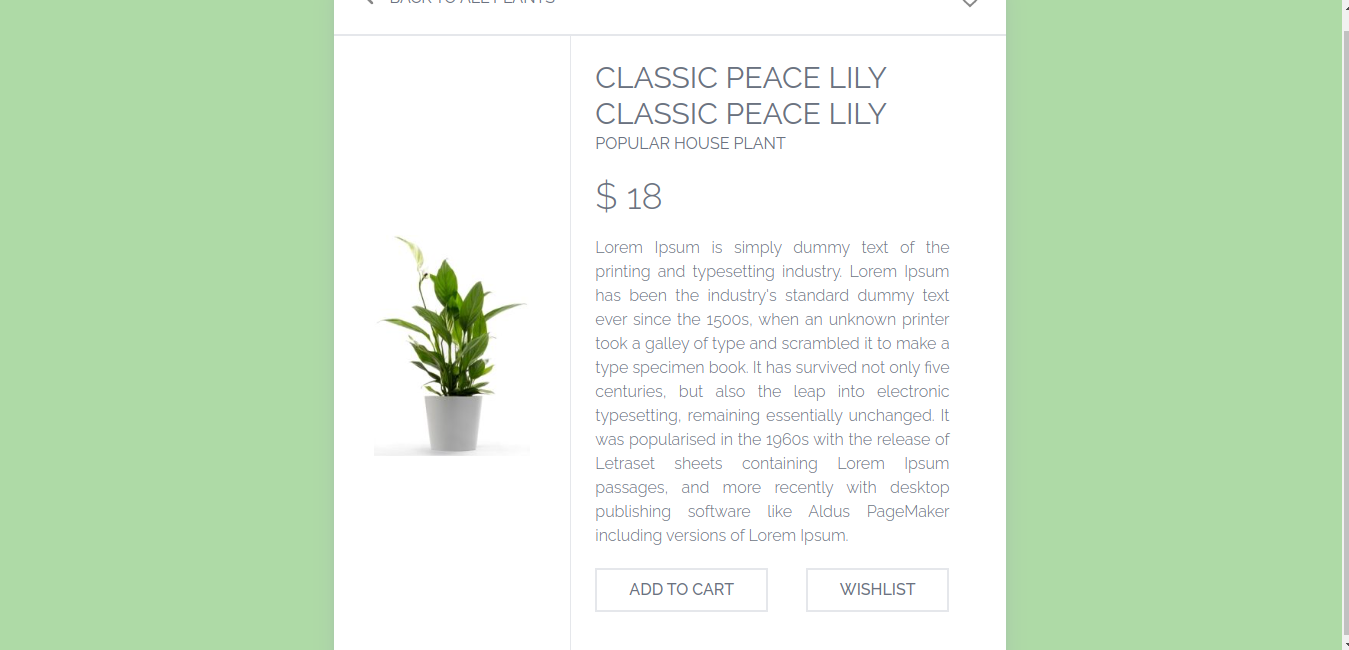 BACK TO ALL PLANTS
CLASSIC PEACE LILY
CLASSIC PEACE LILY
POPULAR HOUSE PLANT
$ 18
Lorem Ipsum is simply dummy text of the
printing and typesetting industry. Lorem Ipsum
has been the industry's standard dummy text
ever since the 1500s, when an unknown printer
took a galley of type and scrambled it to make a
type specimen book. It has survived not only five
centuries, but also the leap into electronic
typesetting, remaining essentially unchanged. It
was popularised in the 1960s with the release of
Letraset sheets containing Lorem Ipsum
passages, and more recently with desktop
publishing software like Aldus PageMaker
including versions of Lorem Ipsum.
ADD TO CART
WISHLIST